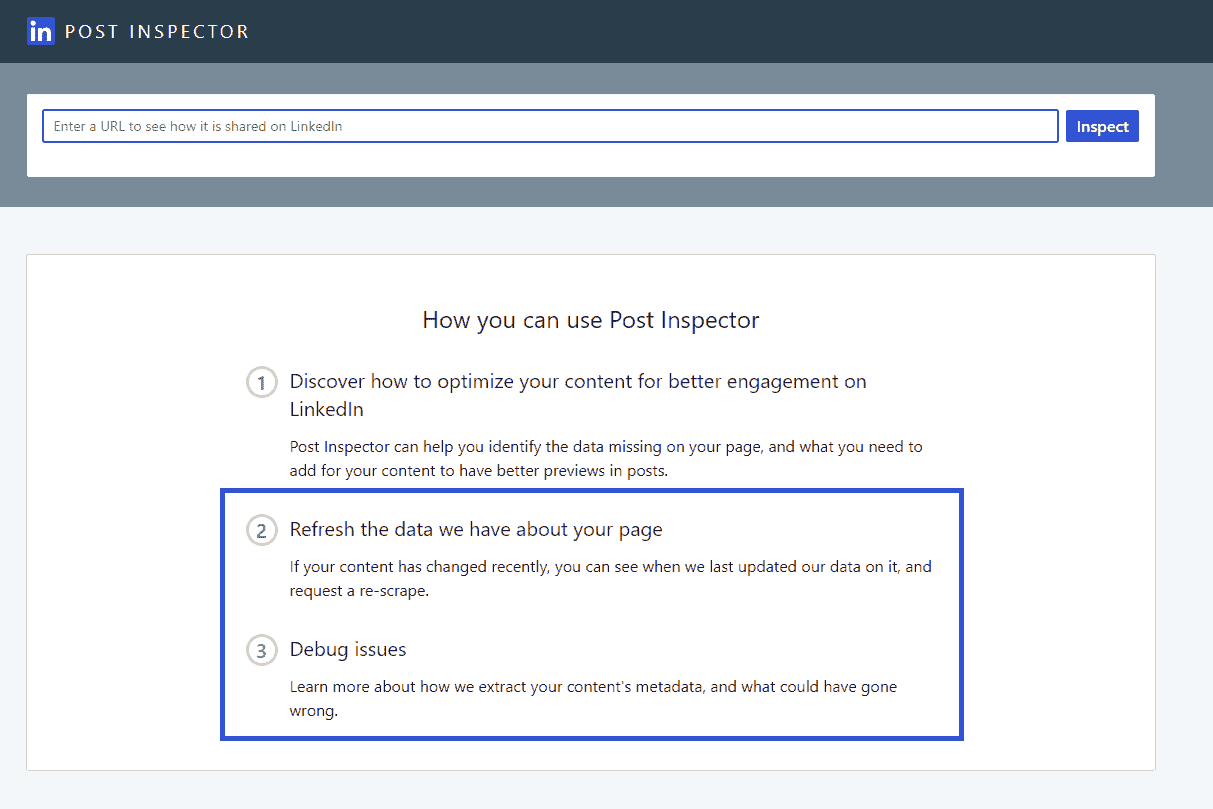 in POST INSPECTOR
Enter a URL to see how it is shared on LinkedIn
Inspect
How you can use Post Inspector
1 Discover how to optimize your content for better engagement on
LinkedIn
Post Inspector can help you identify the data missing on your page, and what you need to
add for your content to have better previews in posts.
2 Refresh the data we have about your page
If your content has changed recently, you can see when we last updated our data on it, and
request a re-scrape.
3 Debug issues
Learn more about how we extract your content's metadata, and what could have gone
wrong.